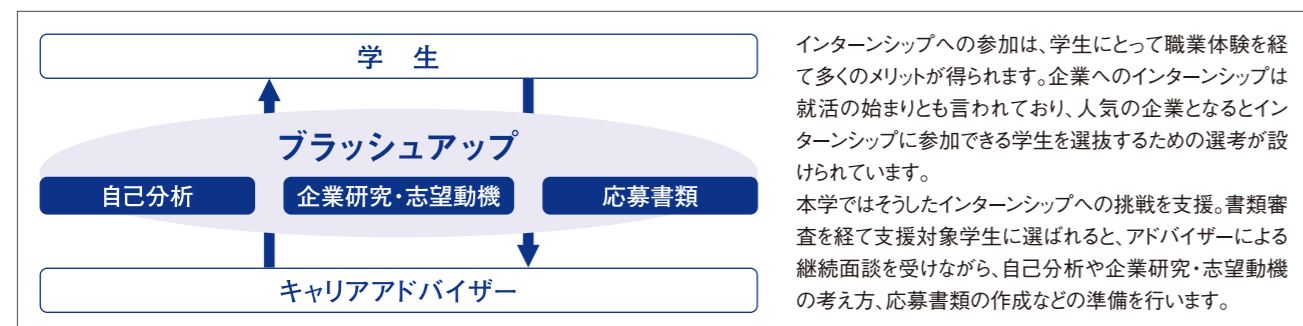 学 生
ブラッシュアップ
自己分析
企業研究・志望動機
応募書類
キャリアアドバイザー
インターンシップへの参加は、学生にとって職業体験を経
て多くのメリットが得られます。企業へのインターンシップは
就活の始まりとも言われており、人気の企業となるとイン
ターンシップに参加できる学生を選抜するための選考が設
けられています。
本学ではそうしたインターンシップへの挑戦を支援。書類審
査を経て支援対象学生に選ばれると、アドバイザーによる
継続面談を受けながら、自己分析や企業研究・志望動機
の考え方、応募書類の作成などの準備を行います。